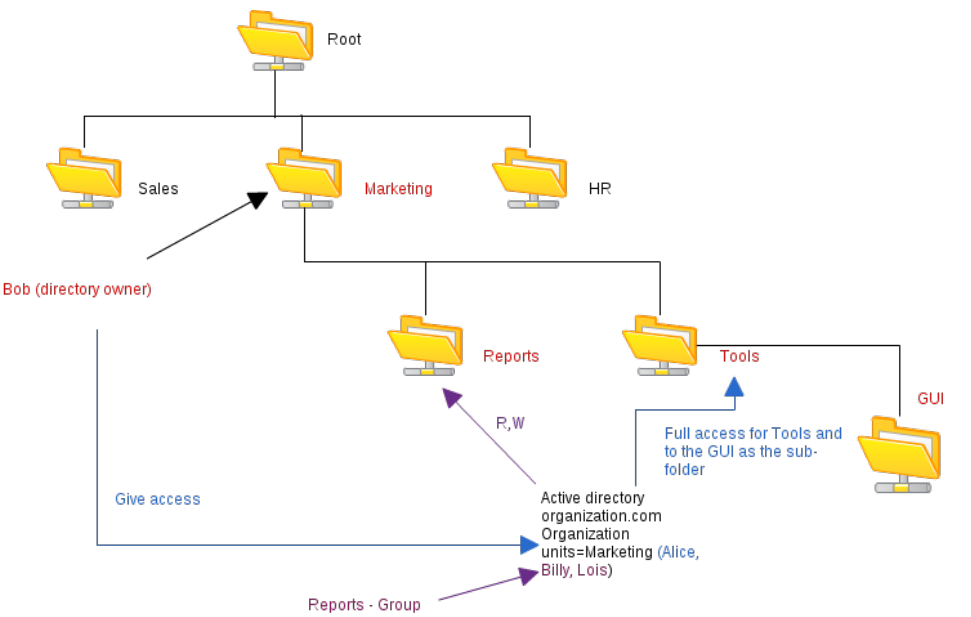 Root
Sales
Marketing
HR
Bob (directory owner)
Reports
Tools
GUI
R,W
Full access for Tools and
to the GUI as the sub-
folder
Give access
Active directory
organization.com
Organization
units=Marketing (Alice,
Billy, Lois)
Reports - Group